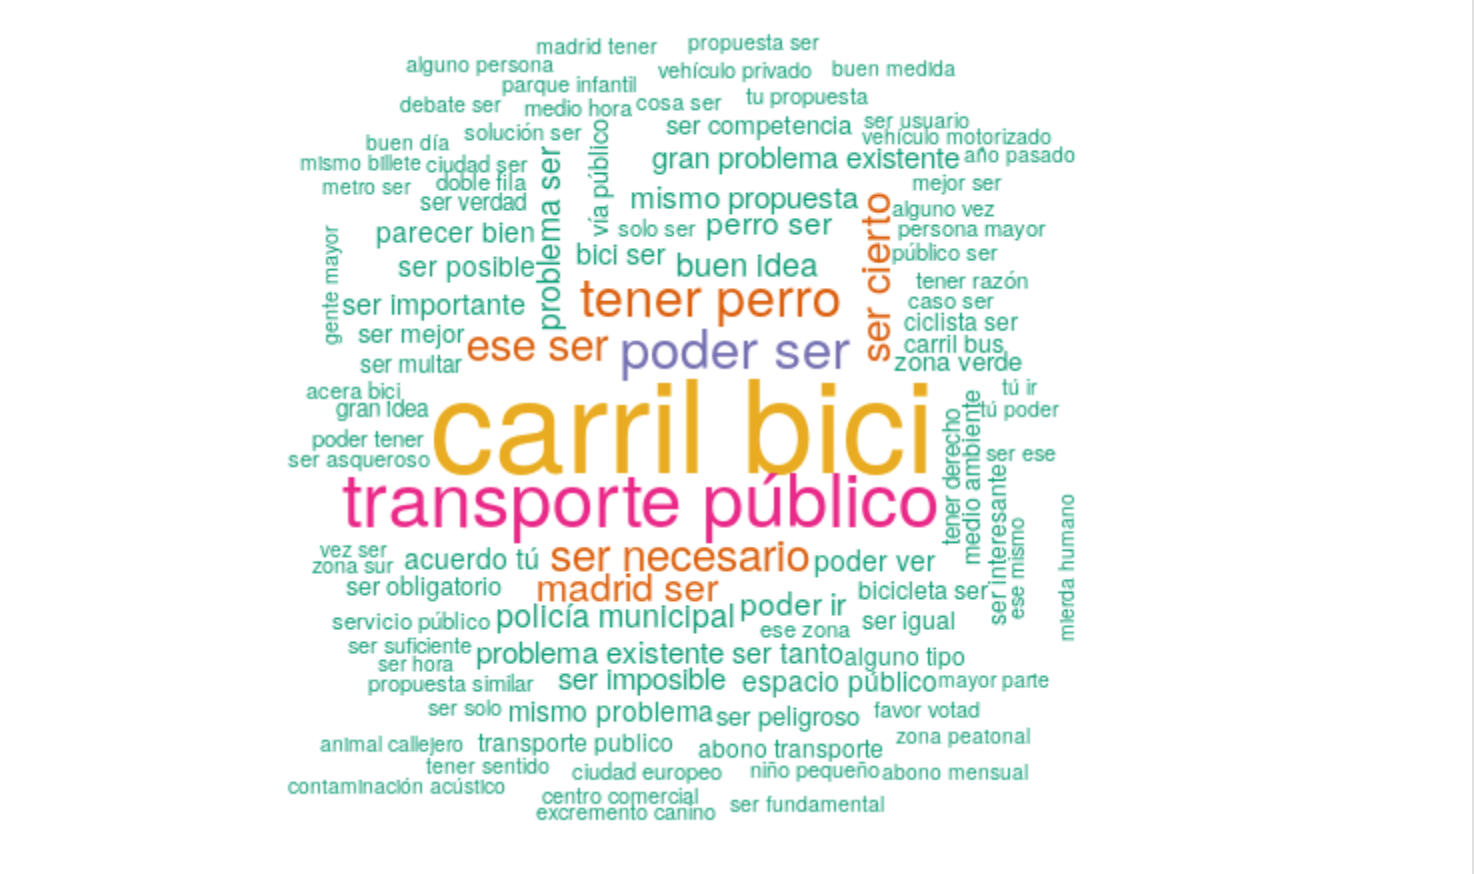 madrid tener
propuesta ser
alguno persona
vehículo privado
buen medida
parque infantil
debate ser
medio hora
cosa ser
tu propuesta
solución ser
ser competencia
ser usuario
vehículo motorizado
buen día
mismo billete
ciudad ser
vía público
gran problema existente
año pasado
metro ser
doble fila
problema ser
mejor ser
ser verdad
mismo propuesta
ser cierto
alguno vez
parecer bien
solo ser
perro ser
persona mayor
gente mayor
ser posible
bici ser
buen idea
público ser
tener razón
ser importante
tener perro
caso ser
ciclista ser
ser mejor
ese ser
poder ser
carril bus
ser multar
zona verde
acera bici
tú ir
gran idea
carril bici
tú poder
poder tener
tener derecho
medio ambiente
ser ese
ser asqueroso
transporte público
ser interesante
ese mismo
mierda humano
vez ser
zona sur
acuerdo tú
ser necesario
poder ver
ser obligatorio
madrid ser
bicicleta ser
servicio público
policía municipal
poder ir
ese zona
ser igual
ser suficiente
ser hora
problema existente ser tanto
alguno tipo
propuesta similar
ser imposible
espacio público
mayor parte
ser solo
mismo problema
ser peligroso
favor votad
animal callejero
transporte publico
abono transporte
zona peatonal
tener sentido
ciudad europeo
niño pequeño
abono mensual
contaminación acústico
centro comercial
excremento canino
ser fundamental